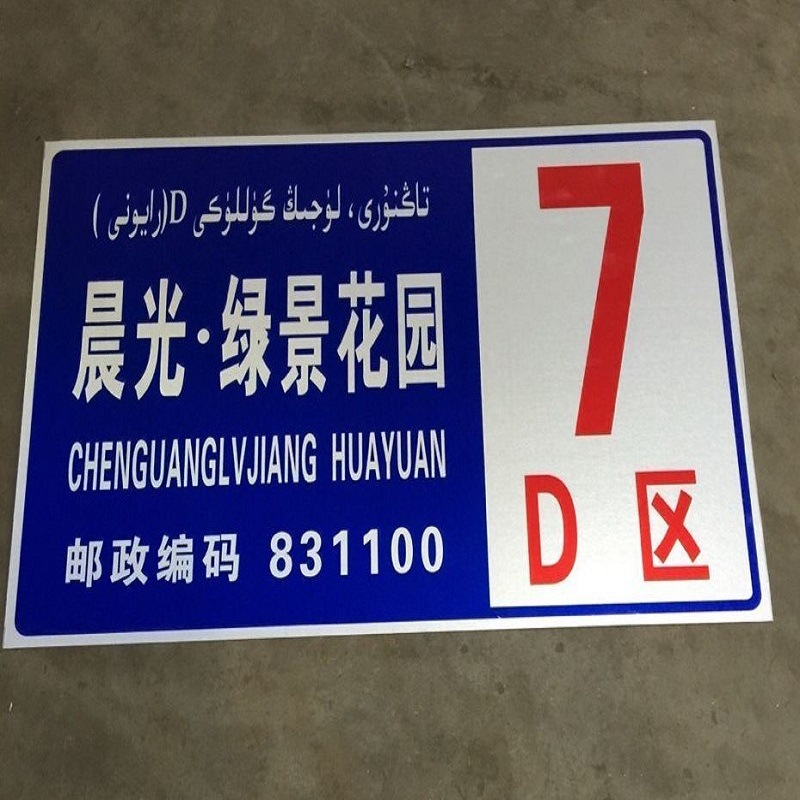 تاڭنۇرى، لۈجىڭ گۈللۈكى D(رايونى)
晨光·绿景花园
CHENGUANGLVJIANG HUAYUAN
邮政编码 831100
7
D 区